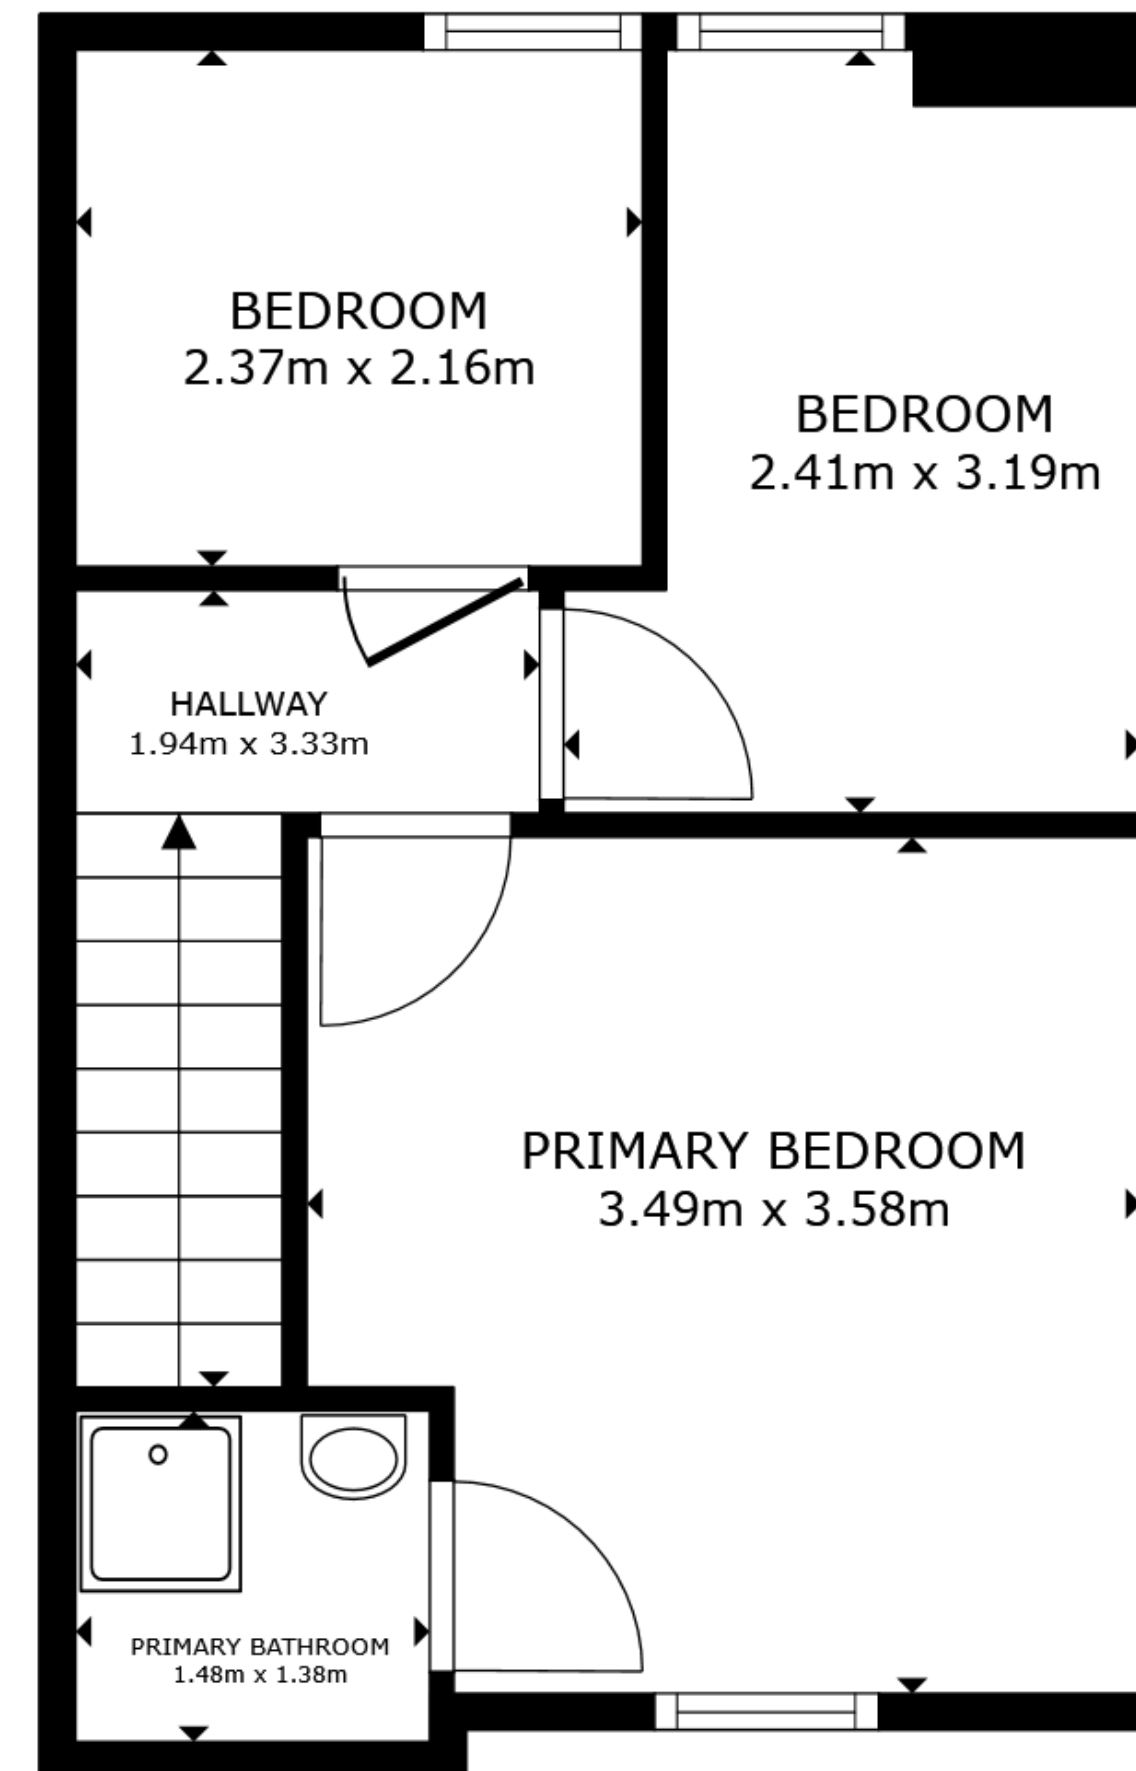 BEDROOM
2.37m x 2.16m
BEDROOM
2.41m x 3.19m
HALLWAY
1.94m x 3.33m
PRIMARY BEDROOM
3.49m x 3.58m
PRIMARY BATHROOM
1.48m x 1.38m